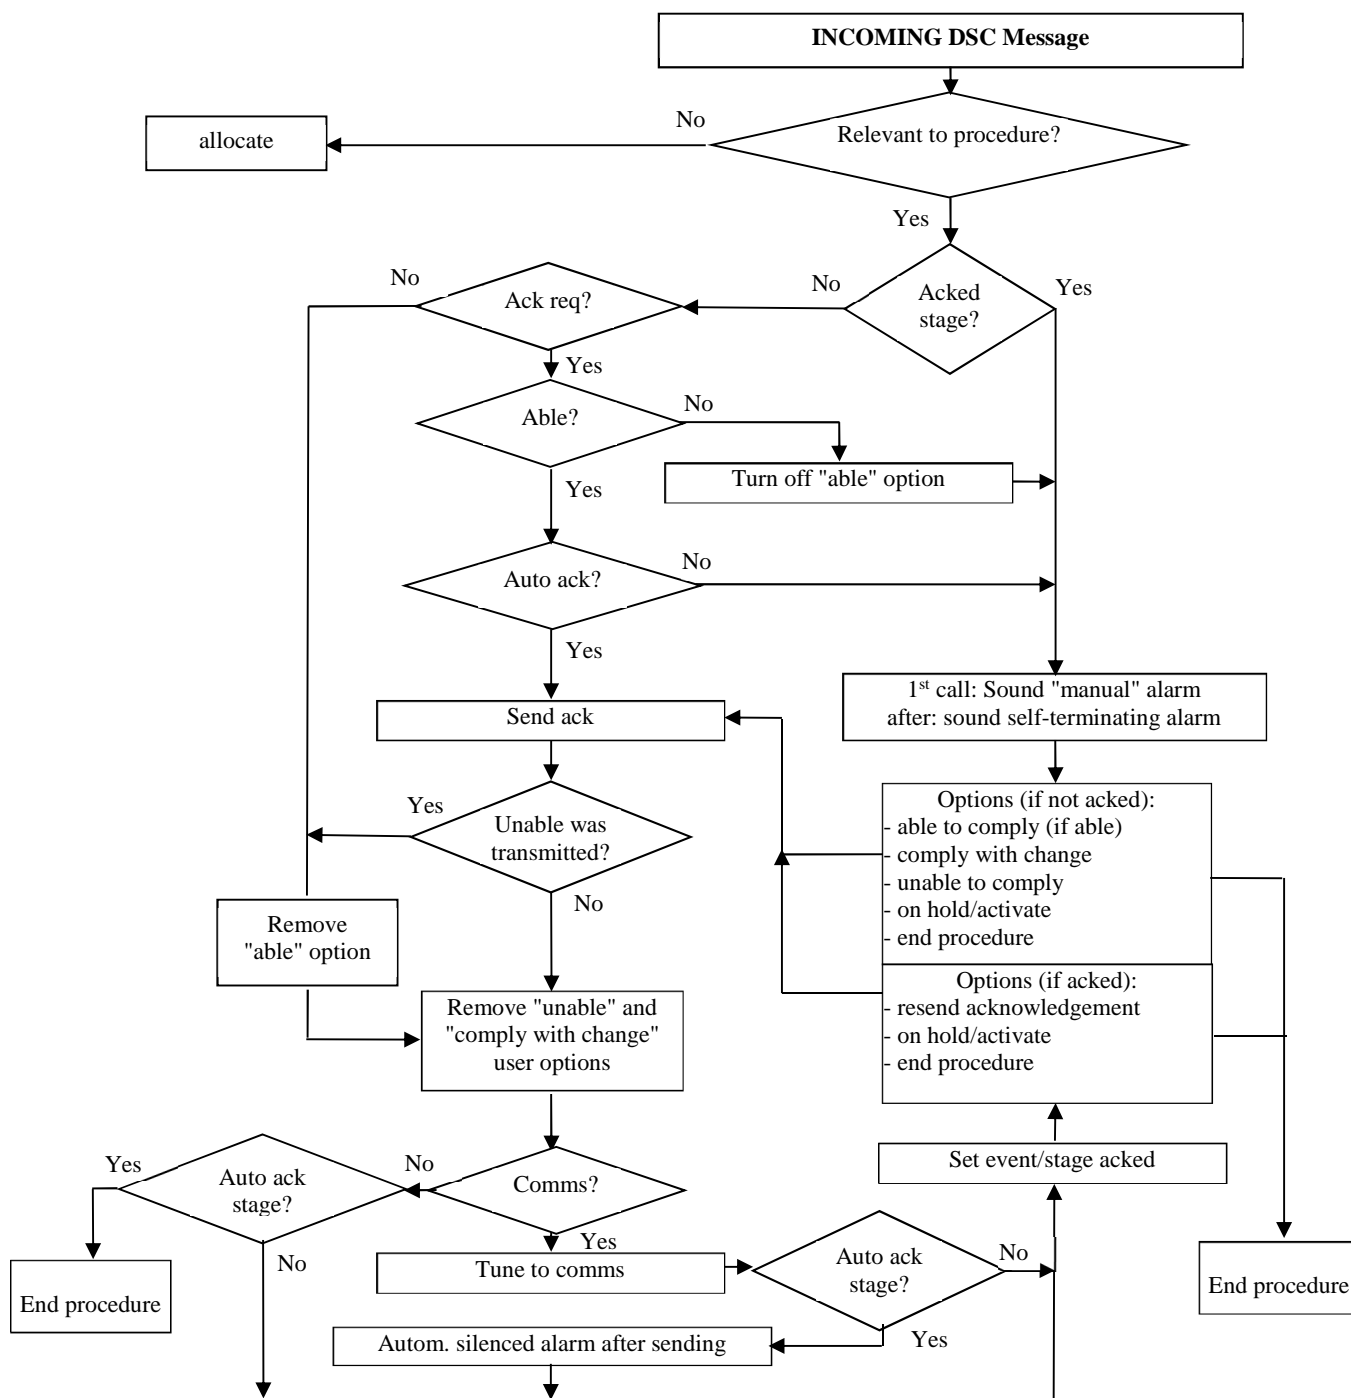 INCOMING DSC Message
No
allocate
Relevant to procedure?
Yes
No
Ack req?
No
Acked
stage?
Yes
Yes
Able?
No
Turn off "able" option
Yes
Auto ack?
No
Yes
1st call: Sound "manual" alarm
after: sound self-terminating alarm
Send ack
Yes
Unable was
transmitted?
No
Options (if not acked):
- able to comply (if able)
- comply with change
- unable to comply
- on hold/activate
- end procedure
Remove
"able" option
Options (if acked):
- resend acknowledgement
- on hold/activate
- end procedure
Remove "unable" and
"comply with change"
user options
Yes
Auto ack
stage?
No
Comms?
Set event/stage acked
No
Yes
End procedure
Tune to comms
Auto ack
stage?
No
End procedure
Yes
Autom. silenced alarm after sending